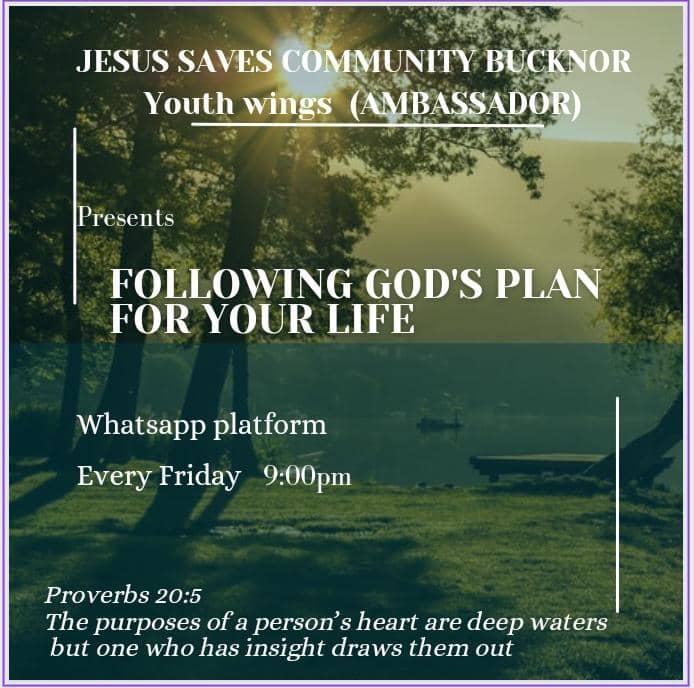 JESUS SAVES COMMUNITY BUCKNOR
Youth wings (AMBASSADOR)
Presents
FOLLOWING GOD'S PLAN
FOR YOUR LIFE
Whatsapp platform
Every Friday 9:00pm
Proverbs 20:5
The purposes of a person’s heart are deep waters
but one who has insight draws them out